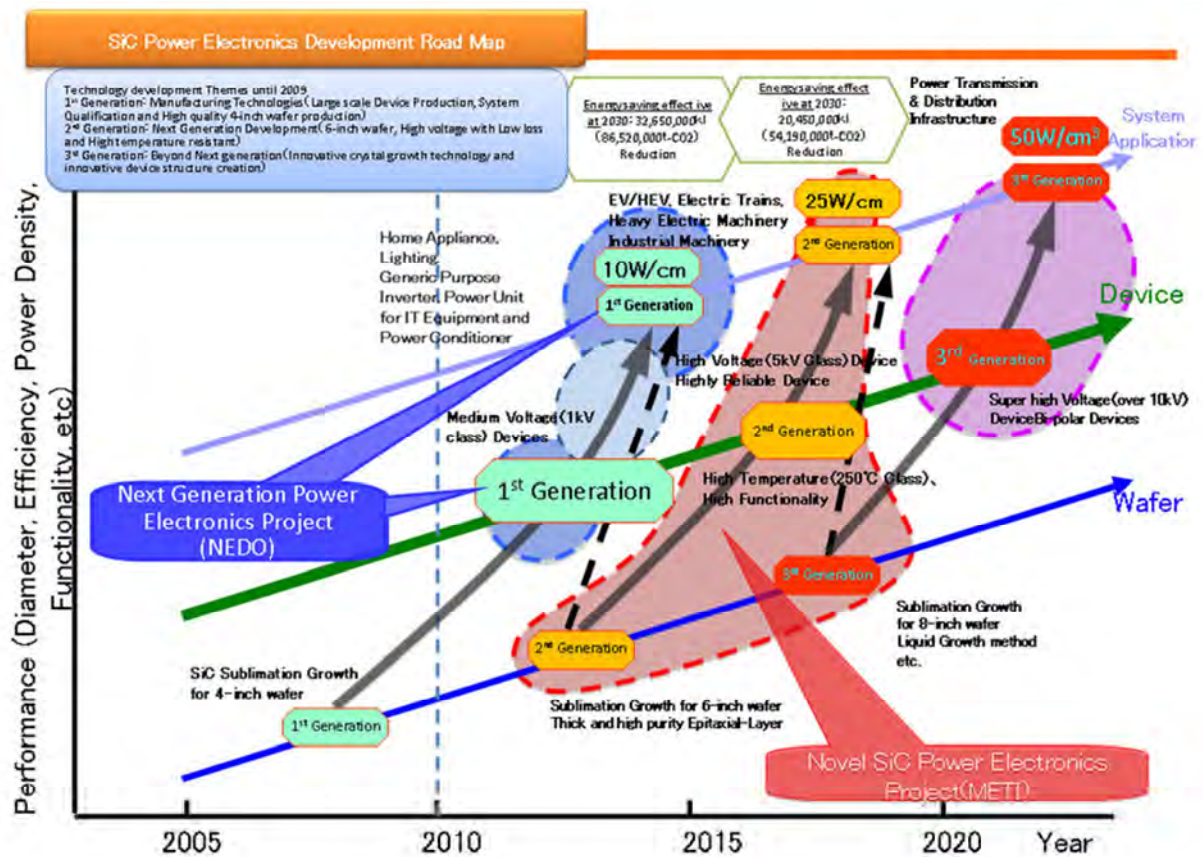 SiC Power Electronics Development Road Map
Technology development Themes until 2009
1st Generation: Manufacturing Technologies(Large scale Device Production, System
Qualification and High quality 4-inch wafer production)
2nd Generation: Next Generation Development(6-inch wafer, High voltage with Low loss
and High temperature resistant)
3rd Generation: Beyond Next generation(Innovative crystal growth technology and
innovative device structure creation)
Energy saving effect ive
at 2030: 32,650,000kl
(86,520,000t-CO2)
Reduction
Energy saving effect
ive at 2030:
20,450,000kl
(54,190,000t-CO2)
Reduction
Power Transmission
& Distribution
Infrastructure
50W/cm3
System
Application
3rd Generation
EV/HEV, Electric Trains,
Heavy Electric Machinery
Industrial Machinery
25W/cm
2nd Generation
Home Appliance,
Lighting
Generic Purpose
Inverter, Power Unit
for IT Equipment and
Power Conditioner
10W/cm
1st Generation
Device
High Voltage(5kV Class) Device
Highly Reliable Device
3rd Generation
Super high Voltage(over 10kV)
DeviceBi-polar Devices
Medium Voltage(1kV
class) Devices
2nd Generation
1st Generation
High Temperature(250℃ Class)、
High Functionality
Wafer
Next Generation Power
Electronics Project
(NEDO)
3rd Generation
Sublimation Growth
for 8-inch wafer
Liquid Growth method
etc.
2nd Generation
SiC Sublimation Growth
for 4-inch wafer
1st Generation
Sublimation Growth for 6-inch wafer
Thick and high purity Epitaxial-Layer
Novel SiC Power Electronics
Project(METI)
Performance (Diameter, Efficiency, Power Density,
Functionality, etc)
2005
2010
2015
2020
Year